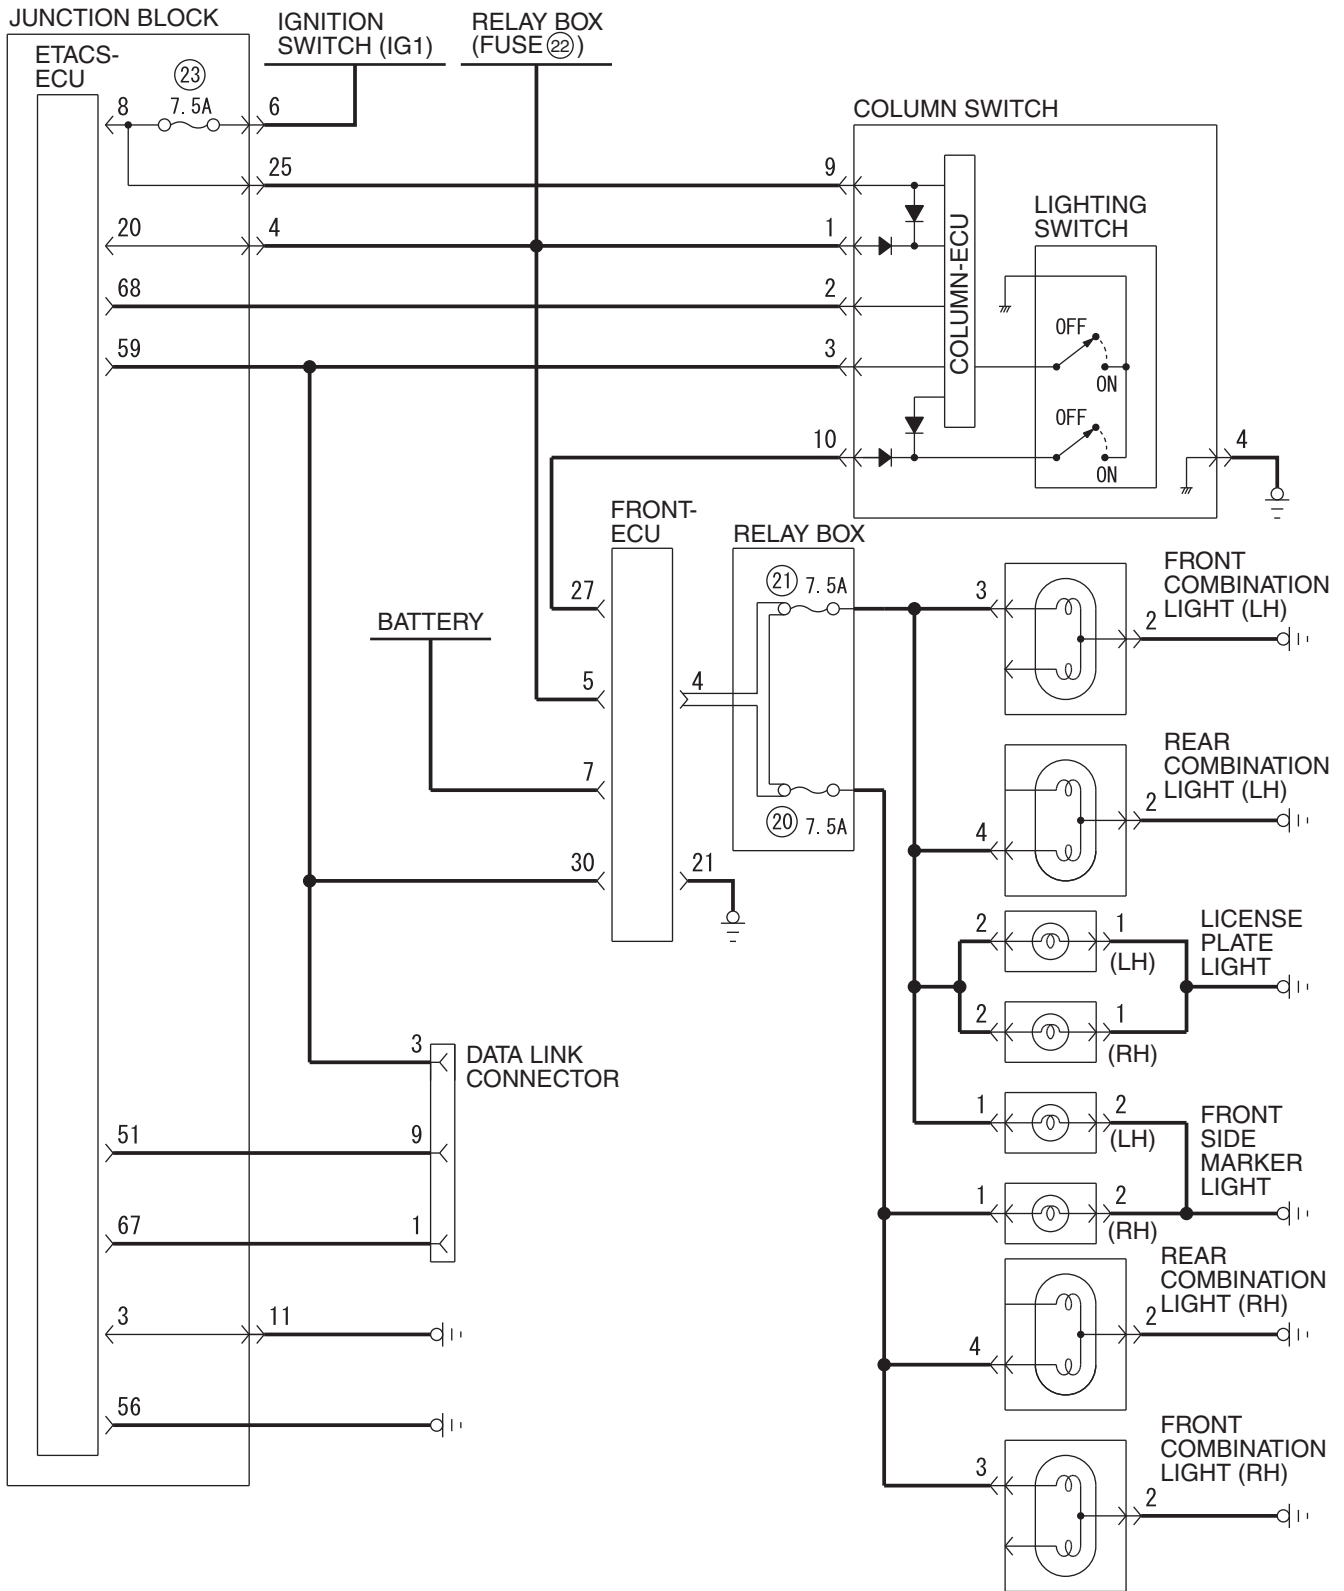 JUNCTION BLOCK
IGNITION
SWITCH (IG1)
RELAY BOX
(FUSE 22)
ETACS-
ECU
23
7.5A
8
6
COLUMN SWITCH
25
9
LIGHTING
SWITCH
20
4
1
COLUMN-ECU
68
2
OFF
59
3
ON
OFF
10
4
ON
FRONT-
ECU
RELAY BOX
FRONT
COMBINATION
LIGHT (LH)
27
21
7.5A
3
2
BATTERY
5
4
REAR
COMBINATION
LIGHT (LH)
7
2
20
7.5A
4
30
21
2
1
(LH)
LICENSE
PLATE
LIGHT
2
1
(RH)
3
DATA LINK
CONNECTOR
1
2
(LH)
FRONT
SIDE
MARKER
LIGHT
51
9
1
2
(RH)
67
1
REAR
COMBINATION
LIGHT (RH)
3
11
2
4
56
FRONT
COMBINATION
LIGHT (RH)
3
2